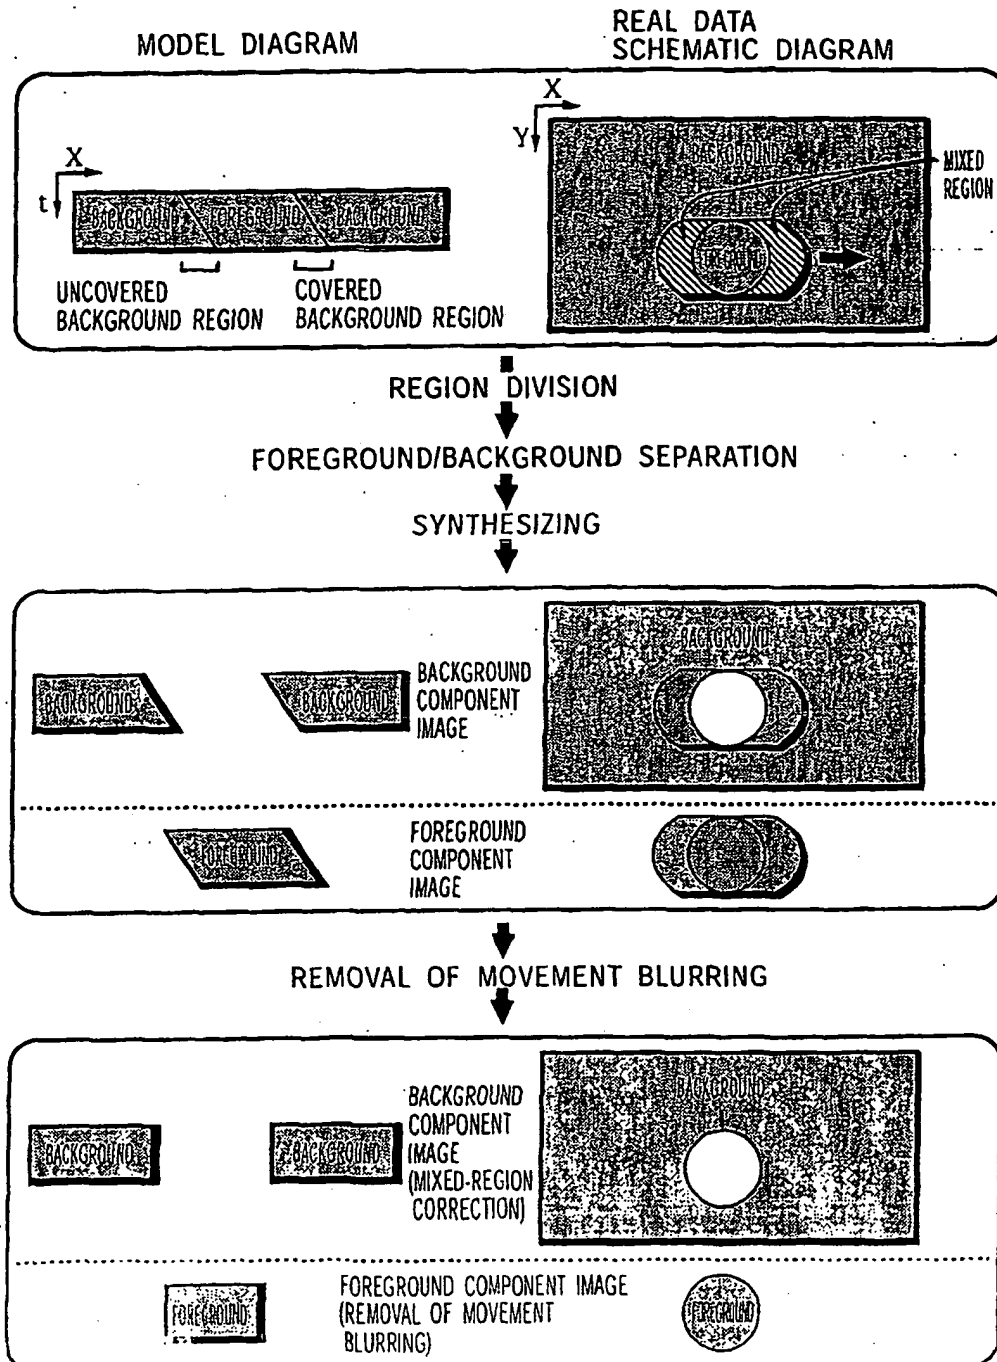 MODEL DIAGRAM
REAL DATA
SCHEMATIC DIAGRAM
X
t
BACKGROUND
FOREGROUND
BACKGROUND
UNCOVERED
BACKGROUND REGION
COVERED
BACKGROUND REGION
X
Y
BACKGROUND
MIXED
REGION
FOREGROUND
REGION DIVISION
FOREGROUND/BACKGROUND SEPARATION
SYNTHESIZING
BACKGROUND
BACKGROUND
BACKGROUND
COMPONENT
IMAGE
BACKGROUND
FOREGROUND
FOREGROUND
COMPONENT
IMAGE
REMOVAL OF MOVEMENT BLURRING
BACKGROUND
BACKGROUND
BACKGROUND
COMPONENT
IMAGE
(MIXED-REGION
CORRECTION)
BACKGROUND
FOREGROUND
FOREGROUND COMPONENT IMAGE
(REMOVAL OF MOVEMENT
BLURRING)
FOREGROUND